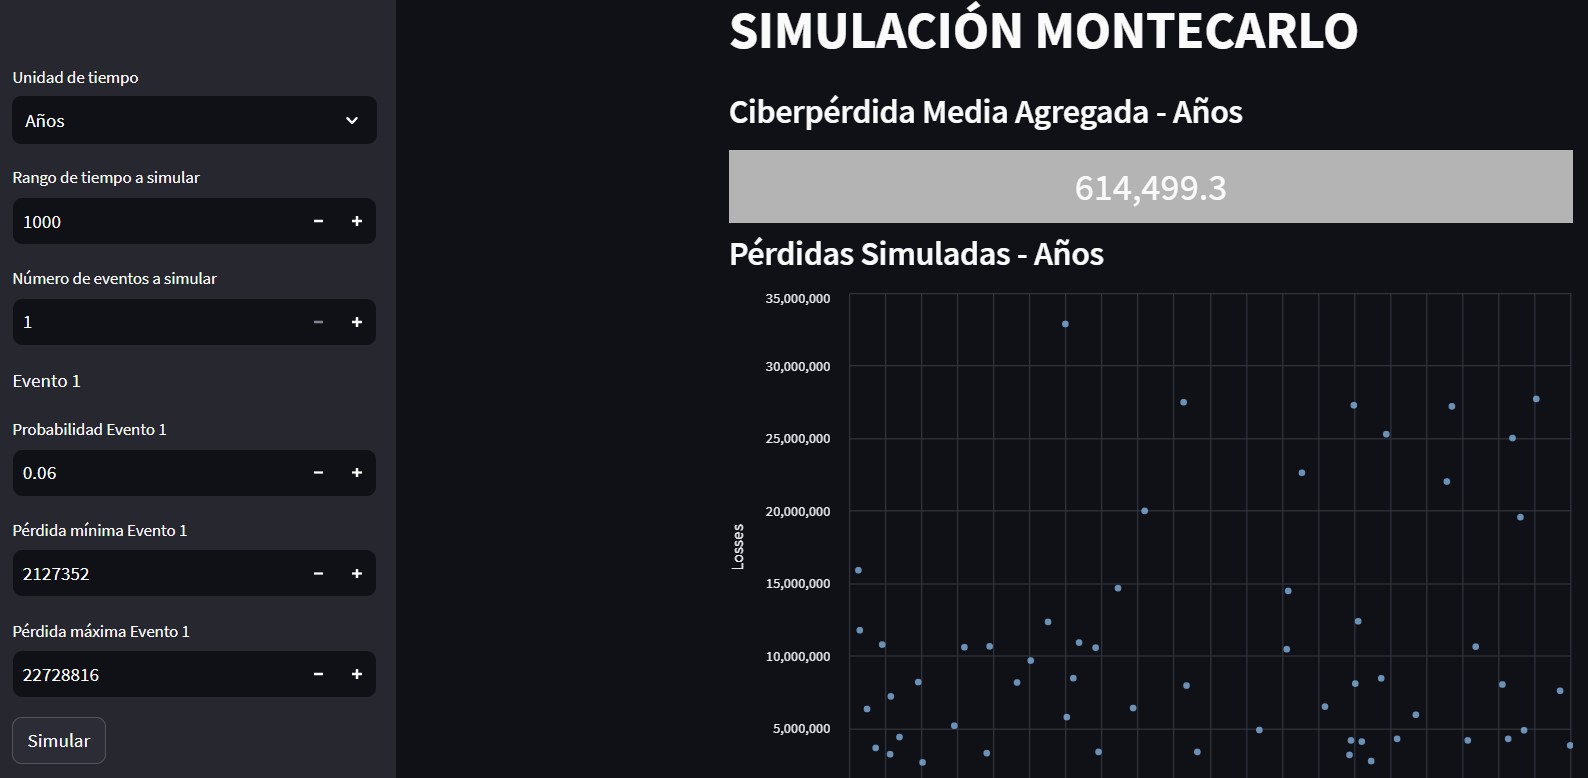 Unidad de tiempo
Años
Rango de tiempo a simular
1000
Número de eventos a simular
1
Evento 1
Probabilidad Evento 1
0.06
Pérdida mínima Evento 1
2127352
Pérdida máxima Evento 1
22728816
Simular
SIMULACIÓN MONTECARLO
Ciberpérdida Media Agregada - Años
614,499.3
Pérdidas Simuladas - Años
35,000,000
30,000,000
25,000,000
20,000,000
15,000,000
10,000,000
5,000,000
Losses